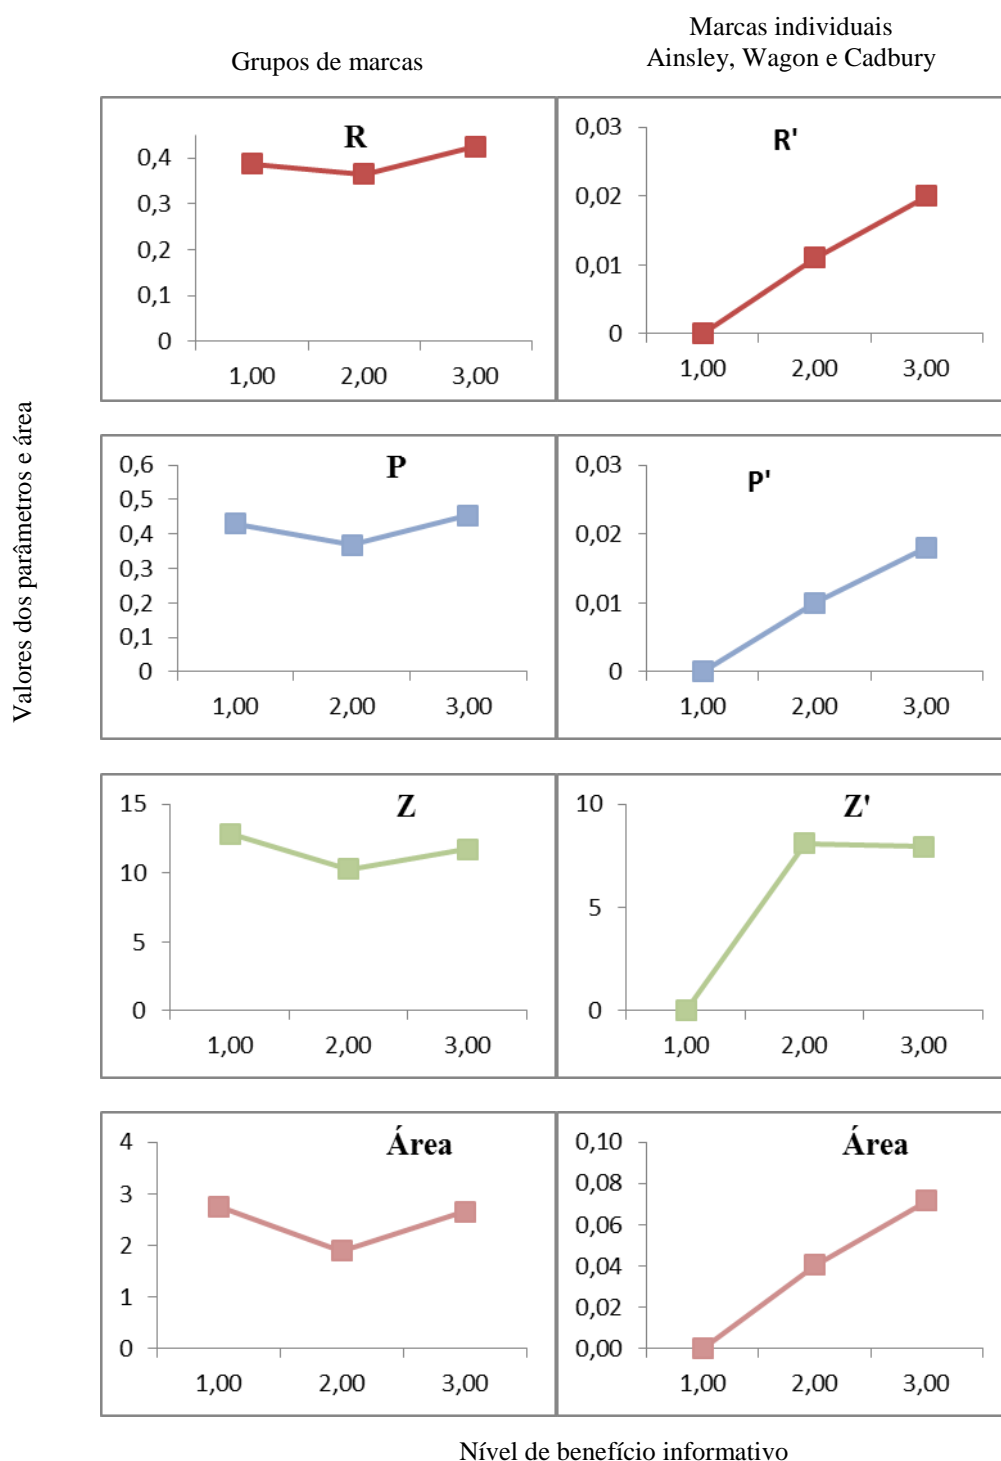 Grupos de marcas
Marcas individuais
Ainsley, Wagon e Cadbury
Valores dos parâmetros e área
R
0,4
0,3
0,2
0,1
0
1,00 2,00 3,00
R'
0,03
0,02
0,01
0
1,00 2,00 3,00
P
0,6
0,5
0,4
0,3
0,2
0,1
0
1,00 2,00 3,00
P'
0,03
0,02
0,01
0
1,00 2,00 3,00
Z
15
10
5
0
1,00 2,00 3,00
Z'
10
5
0
1,00 2,00 3,00
Área
4
3
2
1
0
1,00 2,00 3,00
Área
0,10
0,08
0,06
0,04
0,02
0,00
1,00 2,00 3,00
Nível de benefício informativo